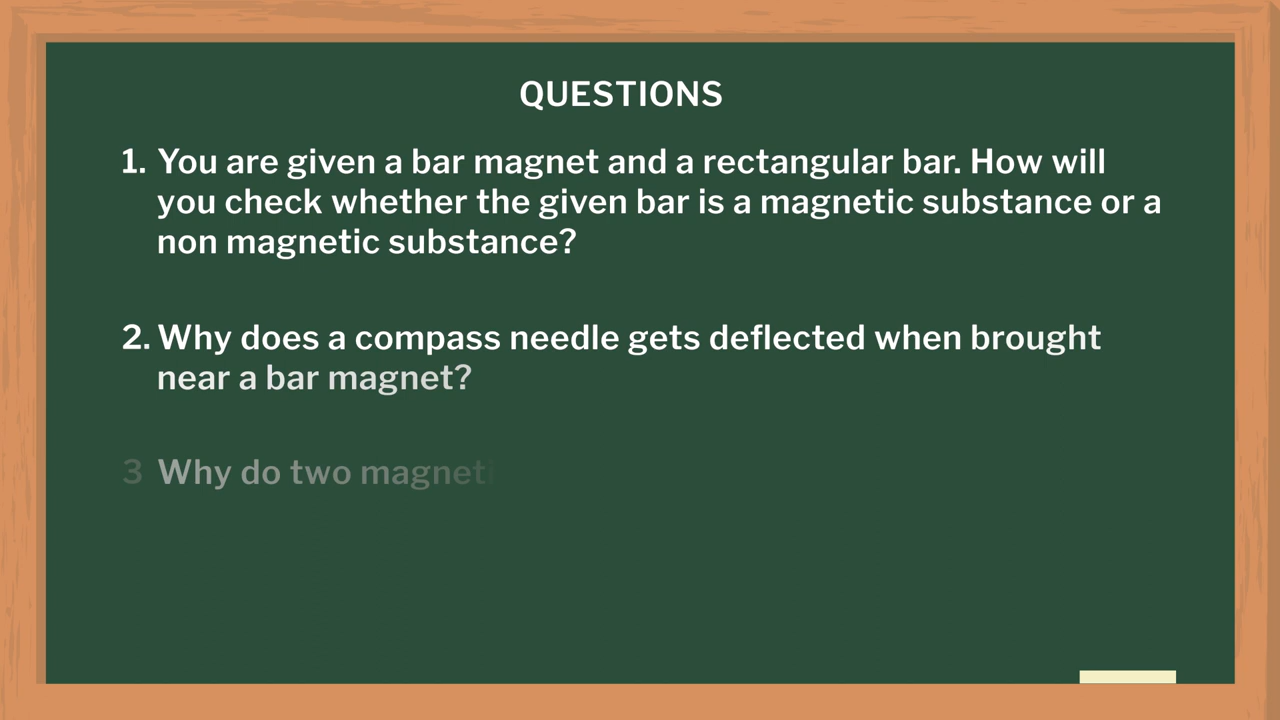 QUESTIONS
1. You are given a bar magnet and a rectangular bar. How will
you check whether the given bar is a magnetic substance or a
non magnetic substance?
2. Why does a compass needle gets deflected when brought
near a bar magnet?
3 Why do two